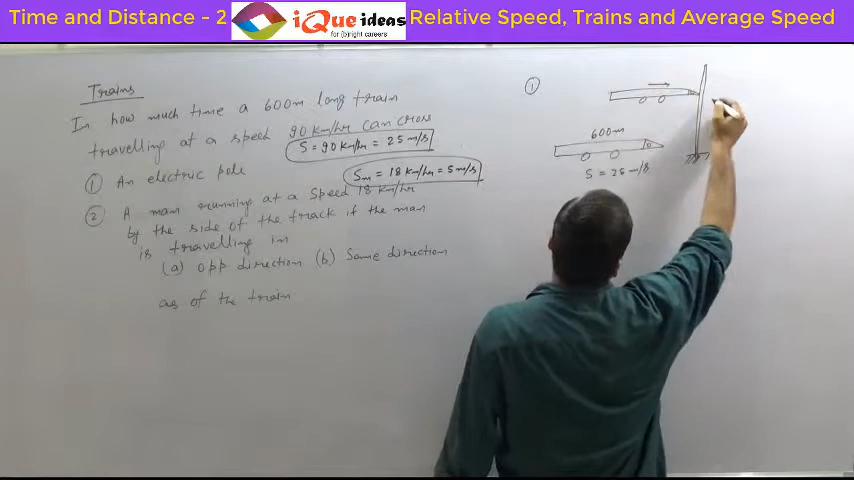 Time and Distance - 2
iQue ideas
for (b)right careers
Relative Speed, Trains and Average Speed
Trains
In how much time a 600m long train
travelling at a speed 90 km/hr can cross
S = 90 km/hr = 25 m/s
① An electric pole
Sm = 18 km/hr = 5 m/s
② A man running at a speed 18 km/hr
by the side of the track if the man
is travelling in
(a) opp direction (b) Same direction
as of the train
①
600m
S = 25 m/s